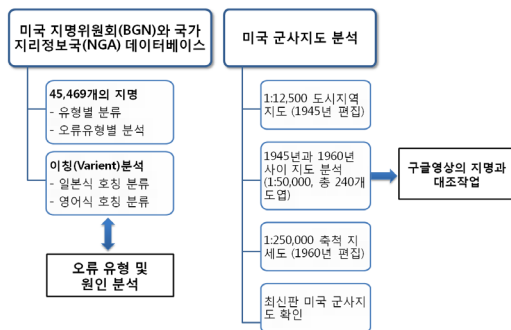 미국 지명위원회(BGN)와 국가
지리정보국(NGA) 데이터베이스
45,469개의 지명
- 유형별 분류
- 오류유형별 분석
이칭(Varient)분석
- 일본식 호칭 분류
- 영어식 호칭 분류
오류 유형 및
원인 분석
미국 군사지도 분석
1:12,500 도시지역
지도 (1945년 편집)
1945년과 1960년
사이 지도 분석
(1:50,000, 총 240개
도엽)
1:250,000 축척 지
세도 (1960년 편집)
최신판 미국 군사지
도 확인
구글영상의 지명과
대조작업